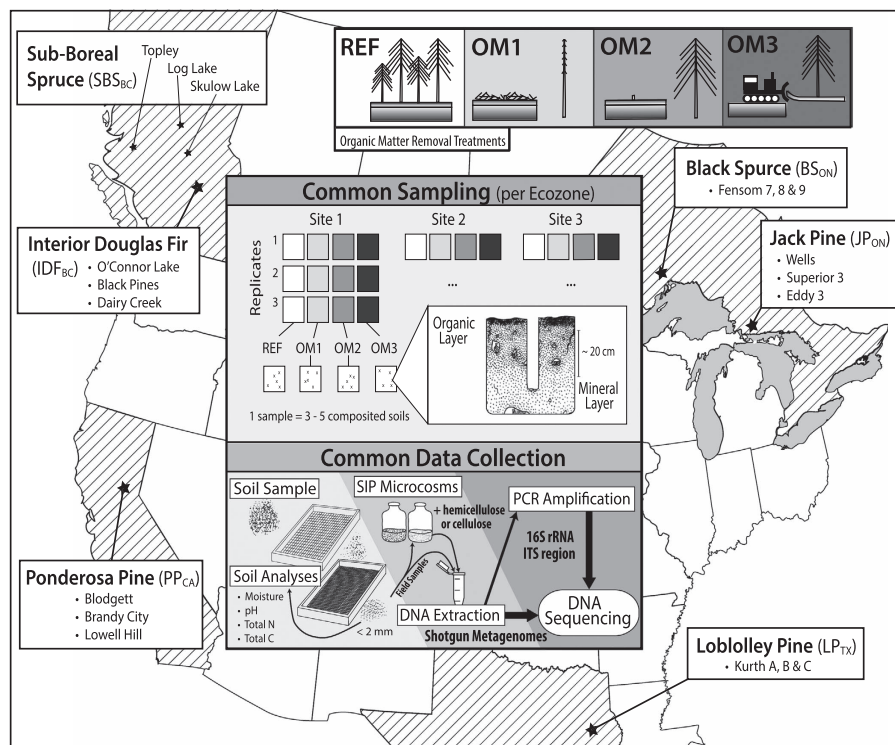 Sub-Boreal
Spruce (SBSBC)
Topley
Log Lake
Skulow Lake
REF
OM1
OM2
OM3
Organic Matter Removal Treatments
Black Spurce (BSON)
• Fensom 7, 8 & 9
Jack Pine (JPON)
• Wells
• Superior 3
• Eddy 3
Interior Douglas Fir
(IDFBC)
• O'Connor Lake
• Black Pines
• Dairy Creek
Common Sampling (per Ecozone)
Site 1
Site 2
Site 3
Replicates
1
2
3
...
...
REF
OM1
OM2
OM3
1 sample = 3 - 5 composited soils
Organic
Layer
~ 20 cm
Mineral
Layer
Common Data Collection
Soil Sample
SIP Microcosms
+ hemicellulose
or cellulose
PCR Amplification
16S rRNA
ITS region
Soil Analyses
• Moisture
• pH
• Total N
• Total C
< 2 mm
Field Samples
DNA Extraction
Shotgun Metagenomes
DNA
Sequencing
Ponderosa Pine (PPCA)
• Blodgett
• Brandy City
• Lowell Hill
Loblolley Pine (LPTX)
• Kurth A, B & C